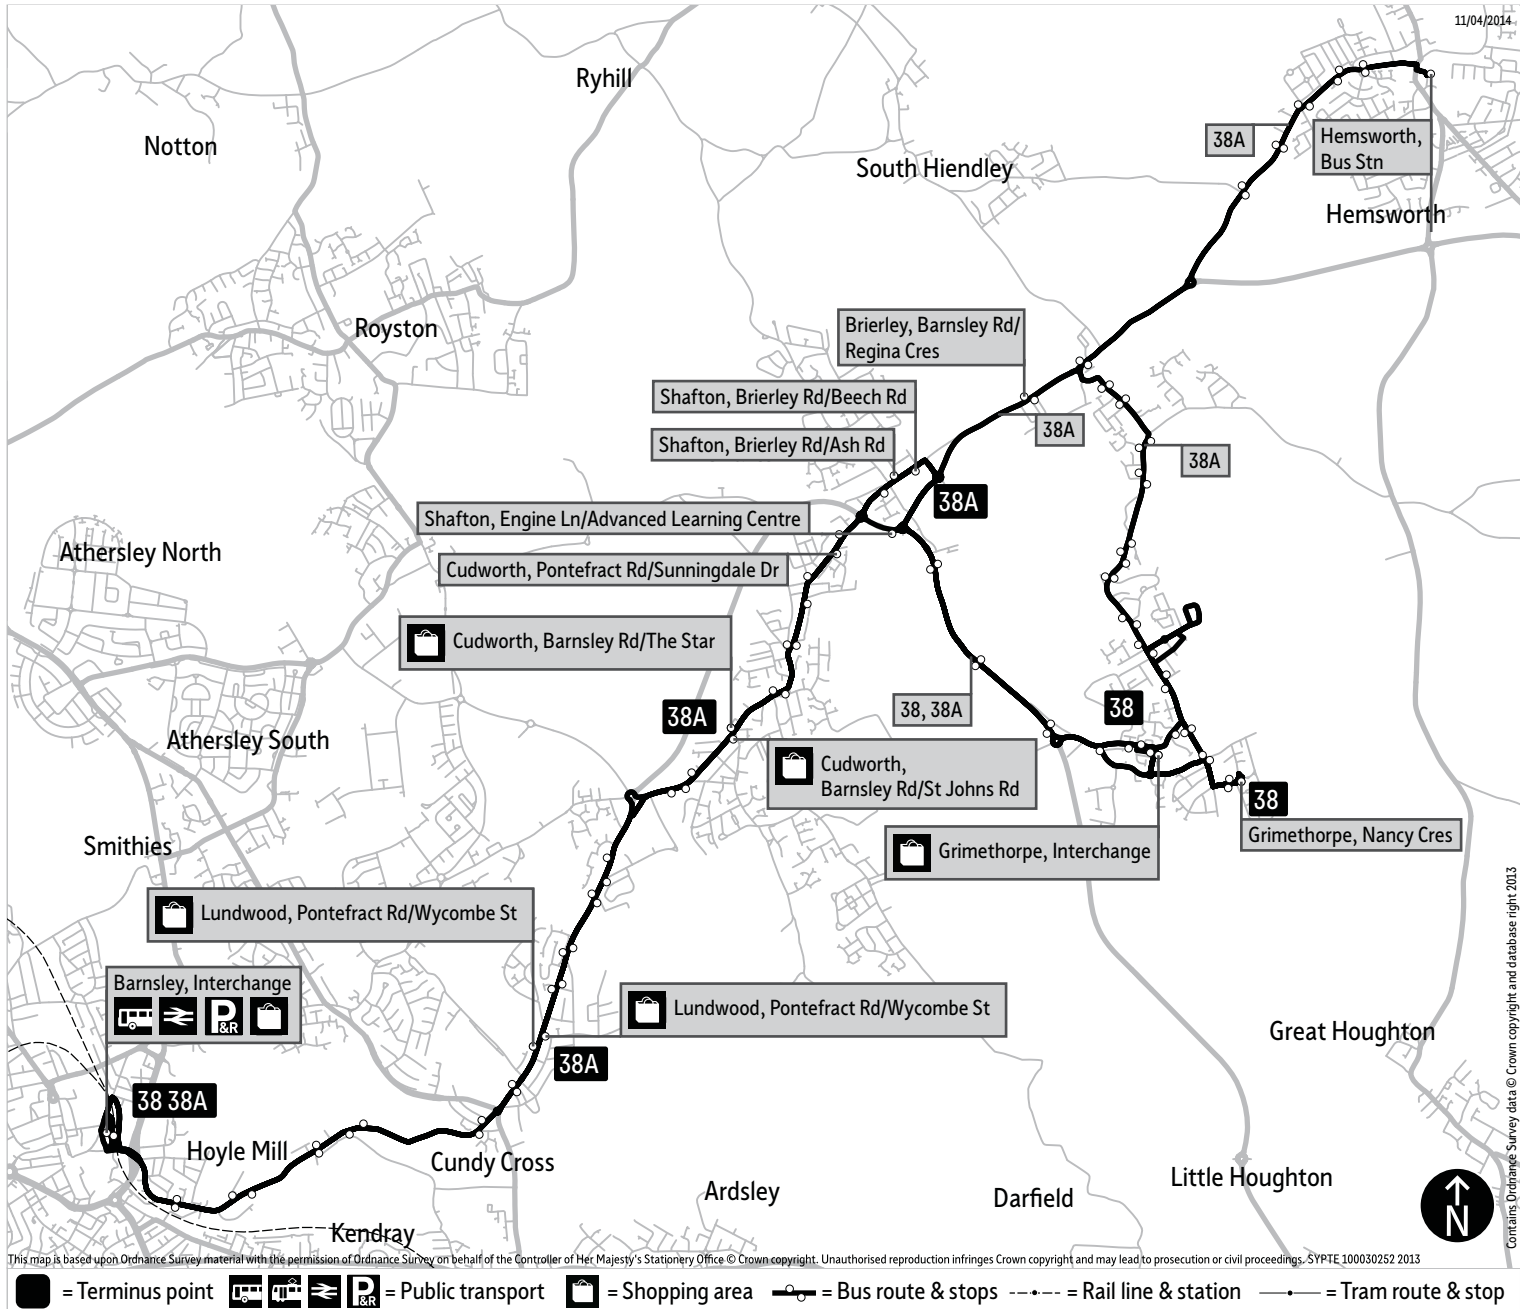 11/04/2014
Ryhill
Notton
South Hiendley
38A
Hemsworth,
Bus Stn
Hemsworth
Royston
Brierley, Barnsley Rd/
Regina Cres
Shafton, Brierley Rd/Beech Rd
38A
Shafton, Brierley Rd/Ash Rd
38A
38A
Shafton, Engine Ln/Advanced Learning Centre
Athersley North
Cudworth, Pontefract Rd/Sunningdale Dr
Cudworth, Barnsley Rd/The Star
38A
38, 38A
38
Athersley South
Cudworth,
Barnsley Rd/St Johns Rd
38
Smithies
Grimethorpe, Interchange
Grimethorpe, Nancy Cres
Lundwood, Pontefract Rd/Wycombe St
Barnsley, Interchange
P&R
Lundwood, Pontefract Rd/Wycombe St
Great Houghton
38A
38 38A
Hoyle Mill
Cundy Cross
Ardsley
Darfield
Little Houghton
Kendray
N
Contains Ordnance Survey data © Crown copyright and database right 2013
This map is based upon Ordnance Survey material with the permission of Ordnance Survey on behalf of the Controller of Her Majesty's Stationery Office © Crown copyright. Unauthorised reproduction infringes Crown copyright and may lead to prosecution or civil proceedings. SYPTE 100030252 2013
= Terminus point P&R = Public transport = Shopping area = Bus route & stops = Rail line & station = Tram route & stop